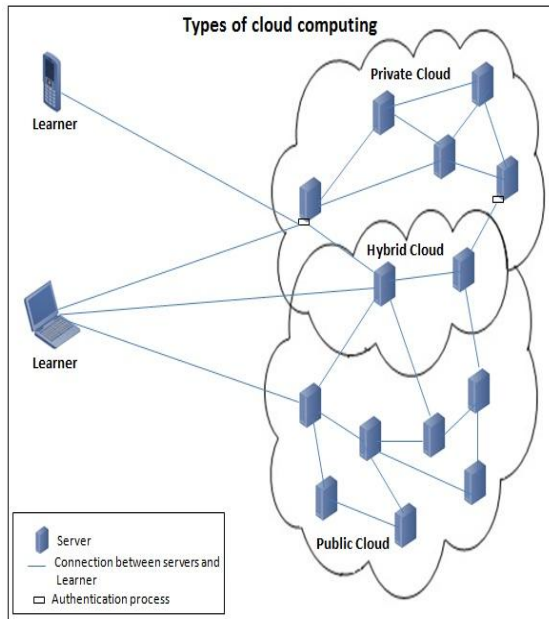 Types of cloud computing
Private Cloud
Learner
Hybrid Cloud
Learner
Public Cloud
Server
Connection between servers and
Learner
Authentication process